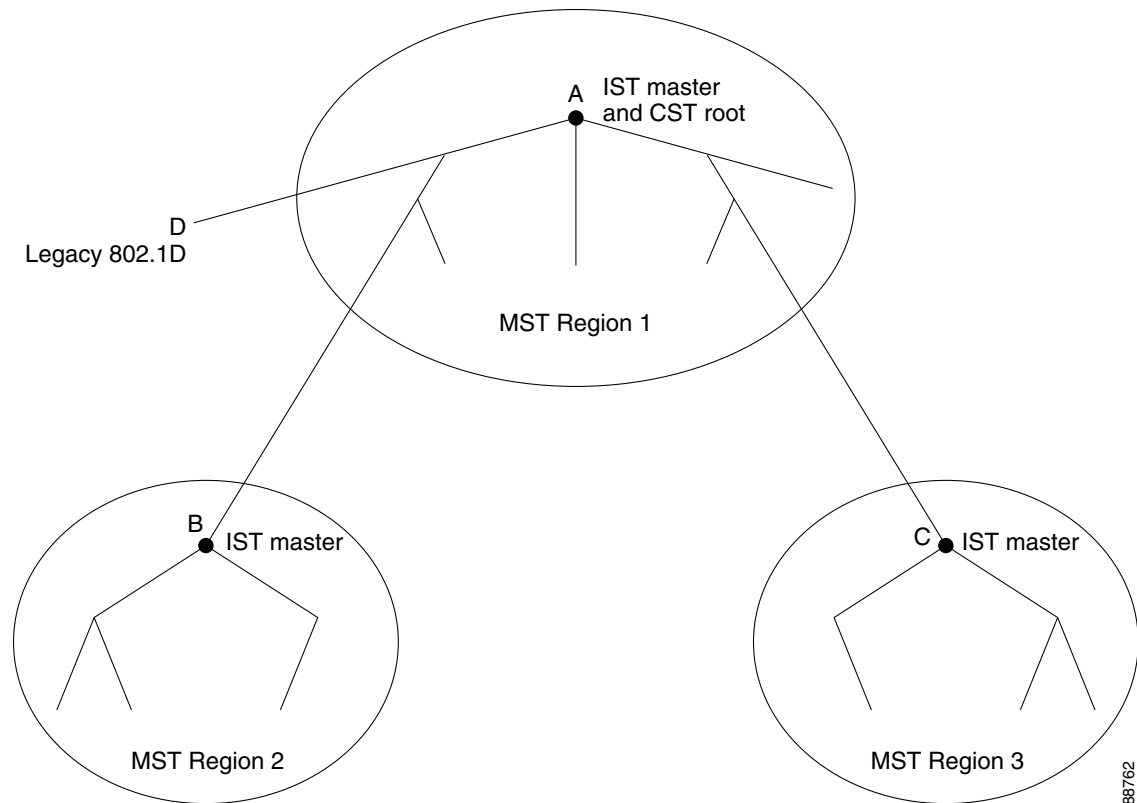 A
IST master
and CST root
D
Legacy 802.1D
MST Region 1
B
IST master
C
IST master
MST Region 2
MST Region 3
88762